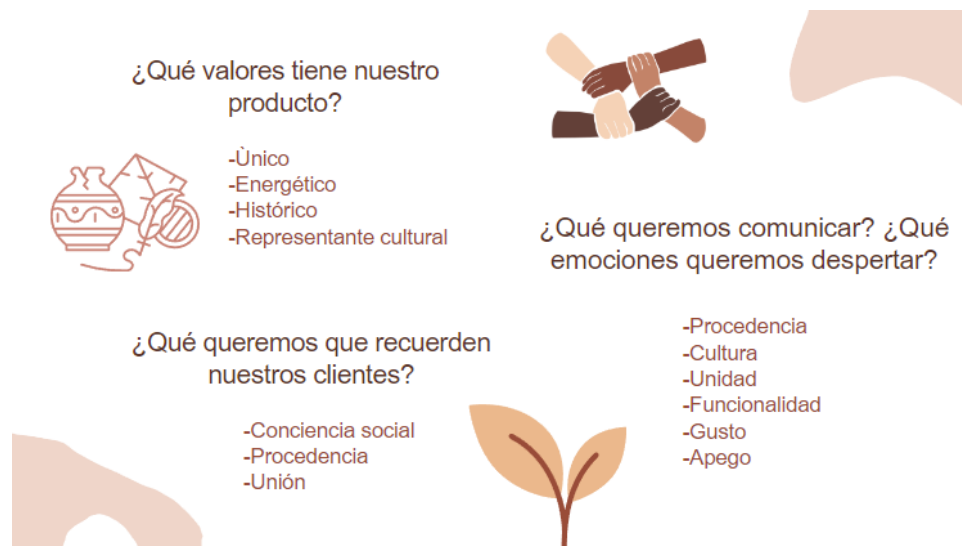 ¿Qué valores tiene nuestro
producto?
-Ùnico
-Energético
-Histórico
-Representante cultural
¿Qué queremos comunicar? ¿Qué
emociones queremos despertar?
-Procedencia
-Cultura
-Unidad
-Funcionalidad
-Gusto
-Apego
¿Qué queremos que recuerden
nuestros clientes?
-Conciencia social
-Procedencia
-Unión